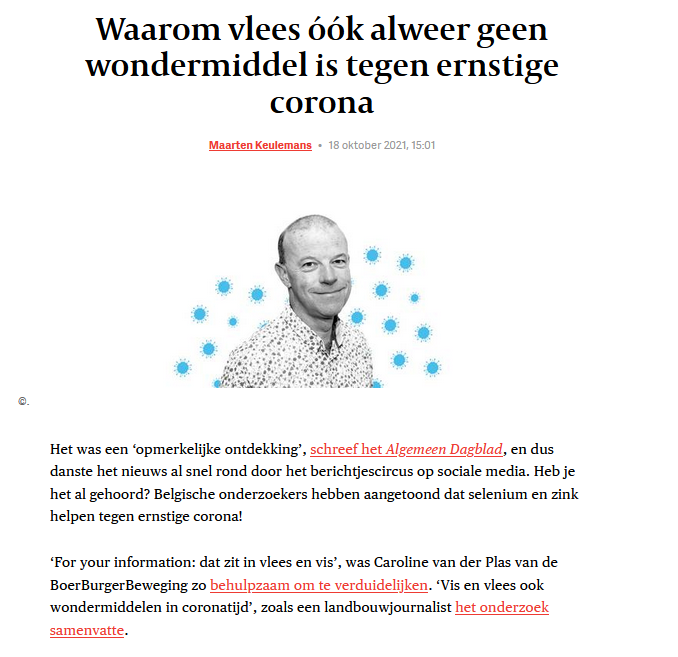 Waarom vlees óók alweer geen
wondermiddel is tegen ernstige
corona
Maarten Keulemans • 18 oktober 2021, 15:01
©.
Het was een ‘opmerkelijke ontdekking’, schreef het Algemeen Dagblad, en dus
danste het nieuws al snel rond door het berichtjescircus op sociale media. Heb je
het al gehoord? Belgische onderzoekers hebben aangetoond dat selenium en zink
helpen tegen ernstige corona!
‘For your information: dat zit in vlees en vis’, was Caroline van der Plas van de
BoerBurgerBeweging zo behulpzaam om te verduidelijken. ‘Vis en vlees ook
wondermiddelen in coronatijd’, zoals een landbouwjournalist het onderzoek
samenvatte.